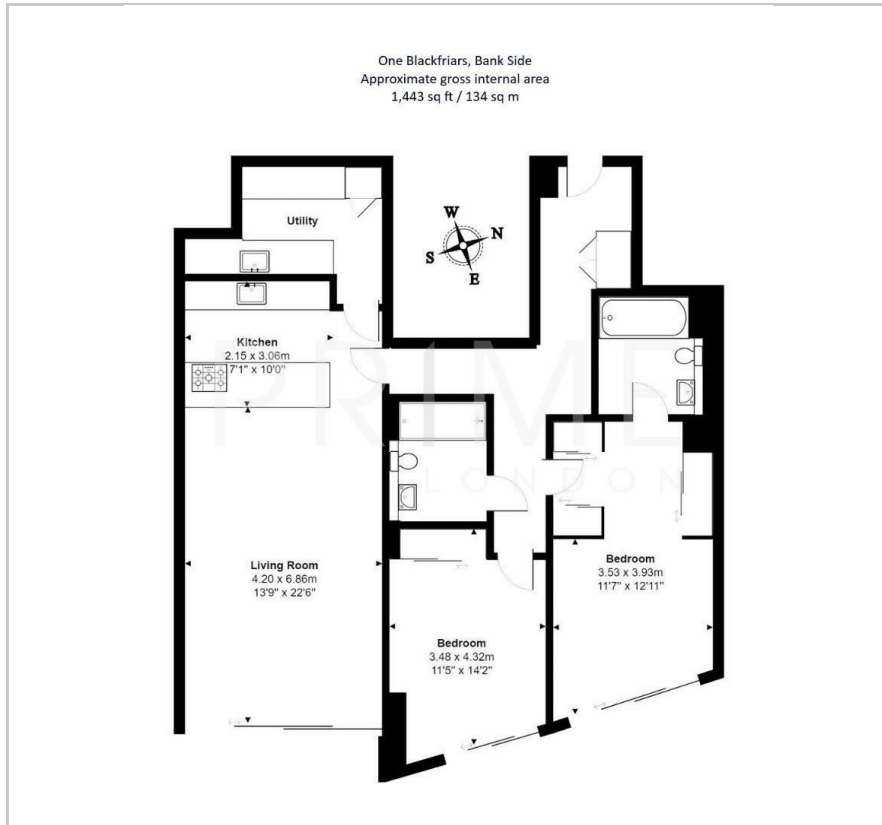 One Blackfriars, Bank Side
Approximate gross internal area
1,443 sq ft / 134 sq m
W
N
S
E
Utility
Kitchen
2.15 x 3.06m
7'1" x 10'0"
PRIME
LONDON
Living Room
4.20 x 6.86m
13'9" x 22'6"
Bedroom
3.53 x 3.93m
11'7" x 12'11"
Bedroom
3.48 x 4.32m
11'5" x 14'2"